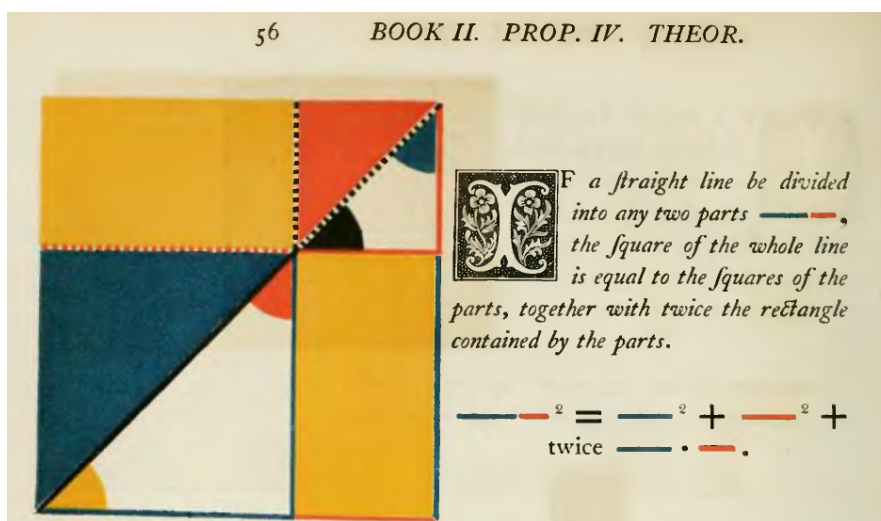 56 BOOK II. PROP. IV. THEOR.
IF a ſtraight line be divided
into any two parts ,
the ſquare of the whole line
is equal to the ſquares of the
parts, together with twice the rectangle
contained by the parts.
² = ² + ² +
twice · .